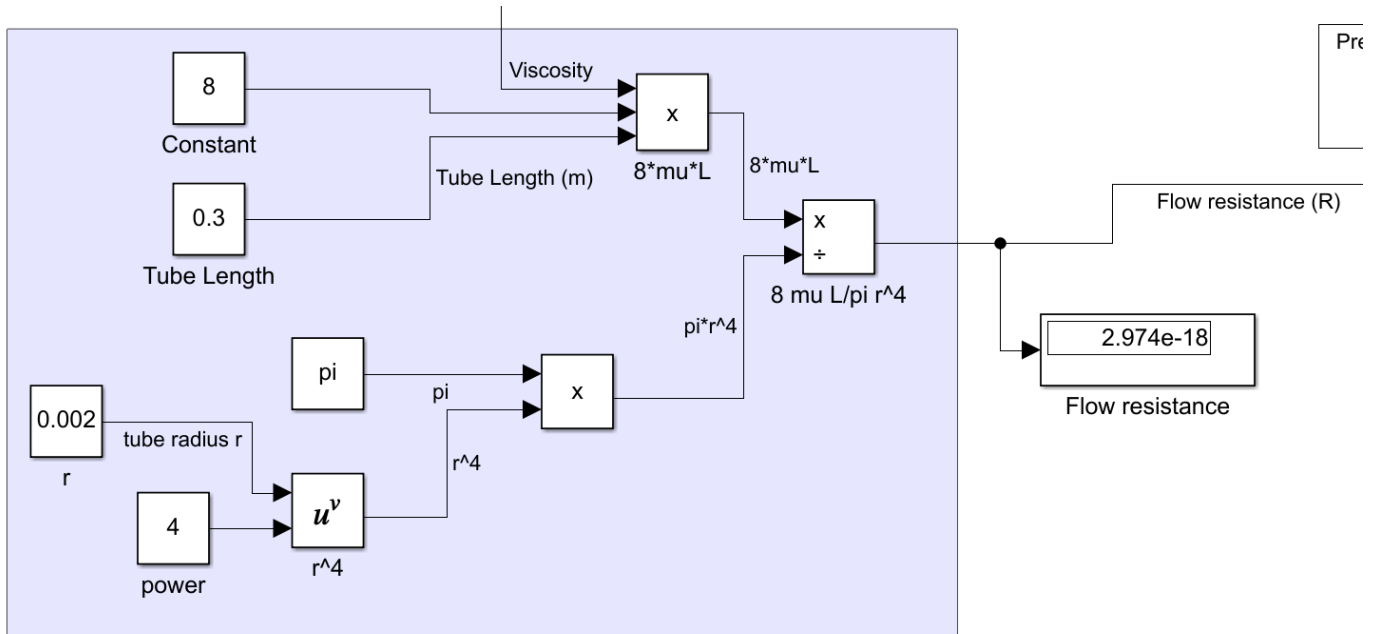 Pre
Viscosity
8
x
Constant
8*mu*L
8*mu*L
Tube Length (m)
0.3
x
÷
Flow resistance (R)
Tube Length
8 mu L/pi r^4
pi*r^4
2.974e-18
pi
x
pi
Flow resistance
0.002
tube radius r
r
r^4
4
u^v
power
r^4